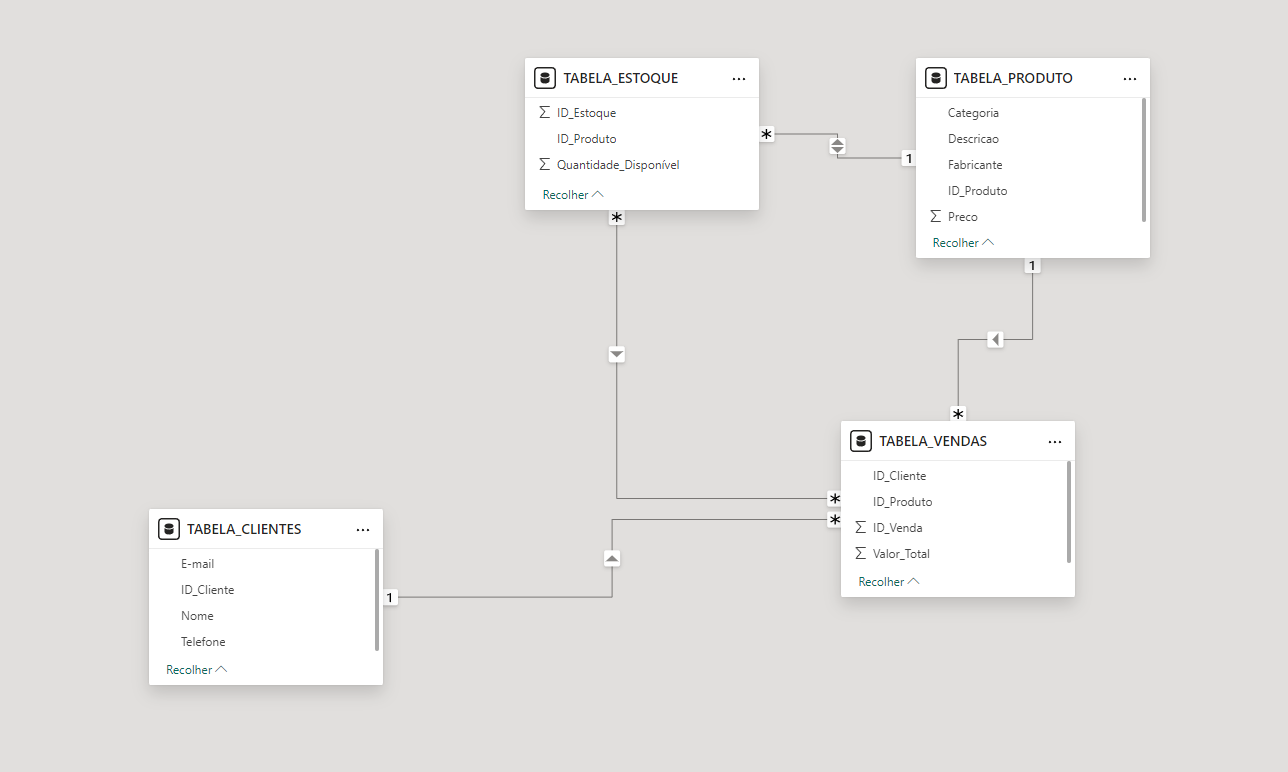 TABELA_ESTOQUE
Σ ID_Estoque
ID_Produto
Σ Quantidade_Disponível
Recolher
TABELA_PRODUTO
Categoria
Descricao
Fabricante
ID_Produto
Σ Preco
Recolher
*
1
*
1
*
TABELA_VENDAS
ID_Cliente
ID_Produto
Σ ID_Venda
Σ Valor_Total
Recolher
*
*
TABELA_CLIENTES
E-mail
ID_Cliente
Nome
Telefone
Recolher
1